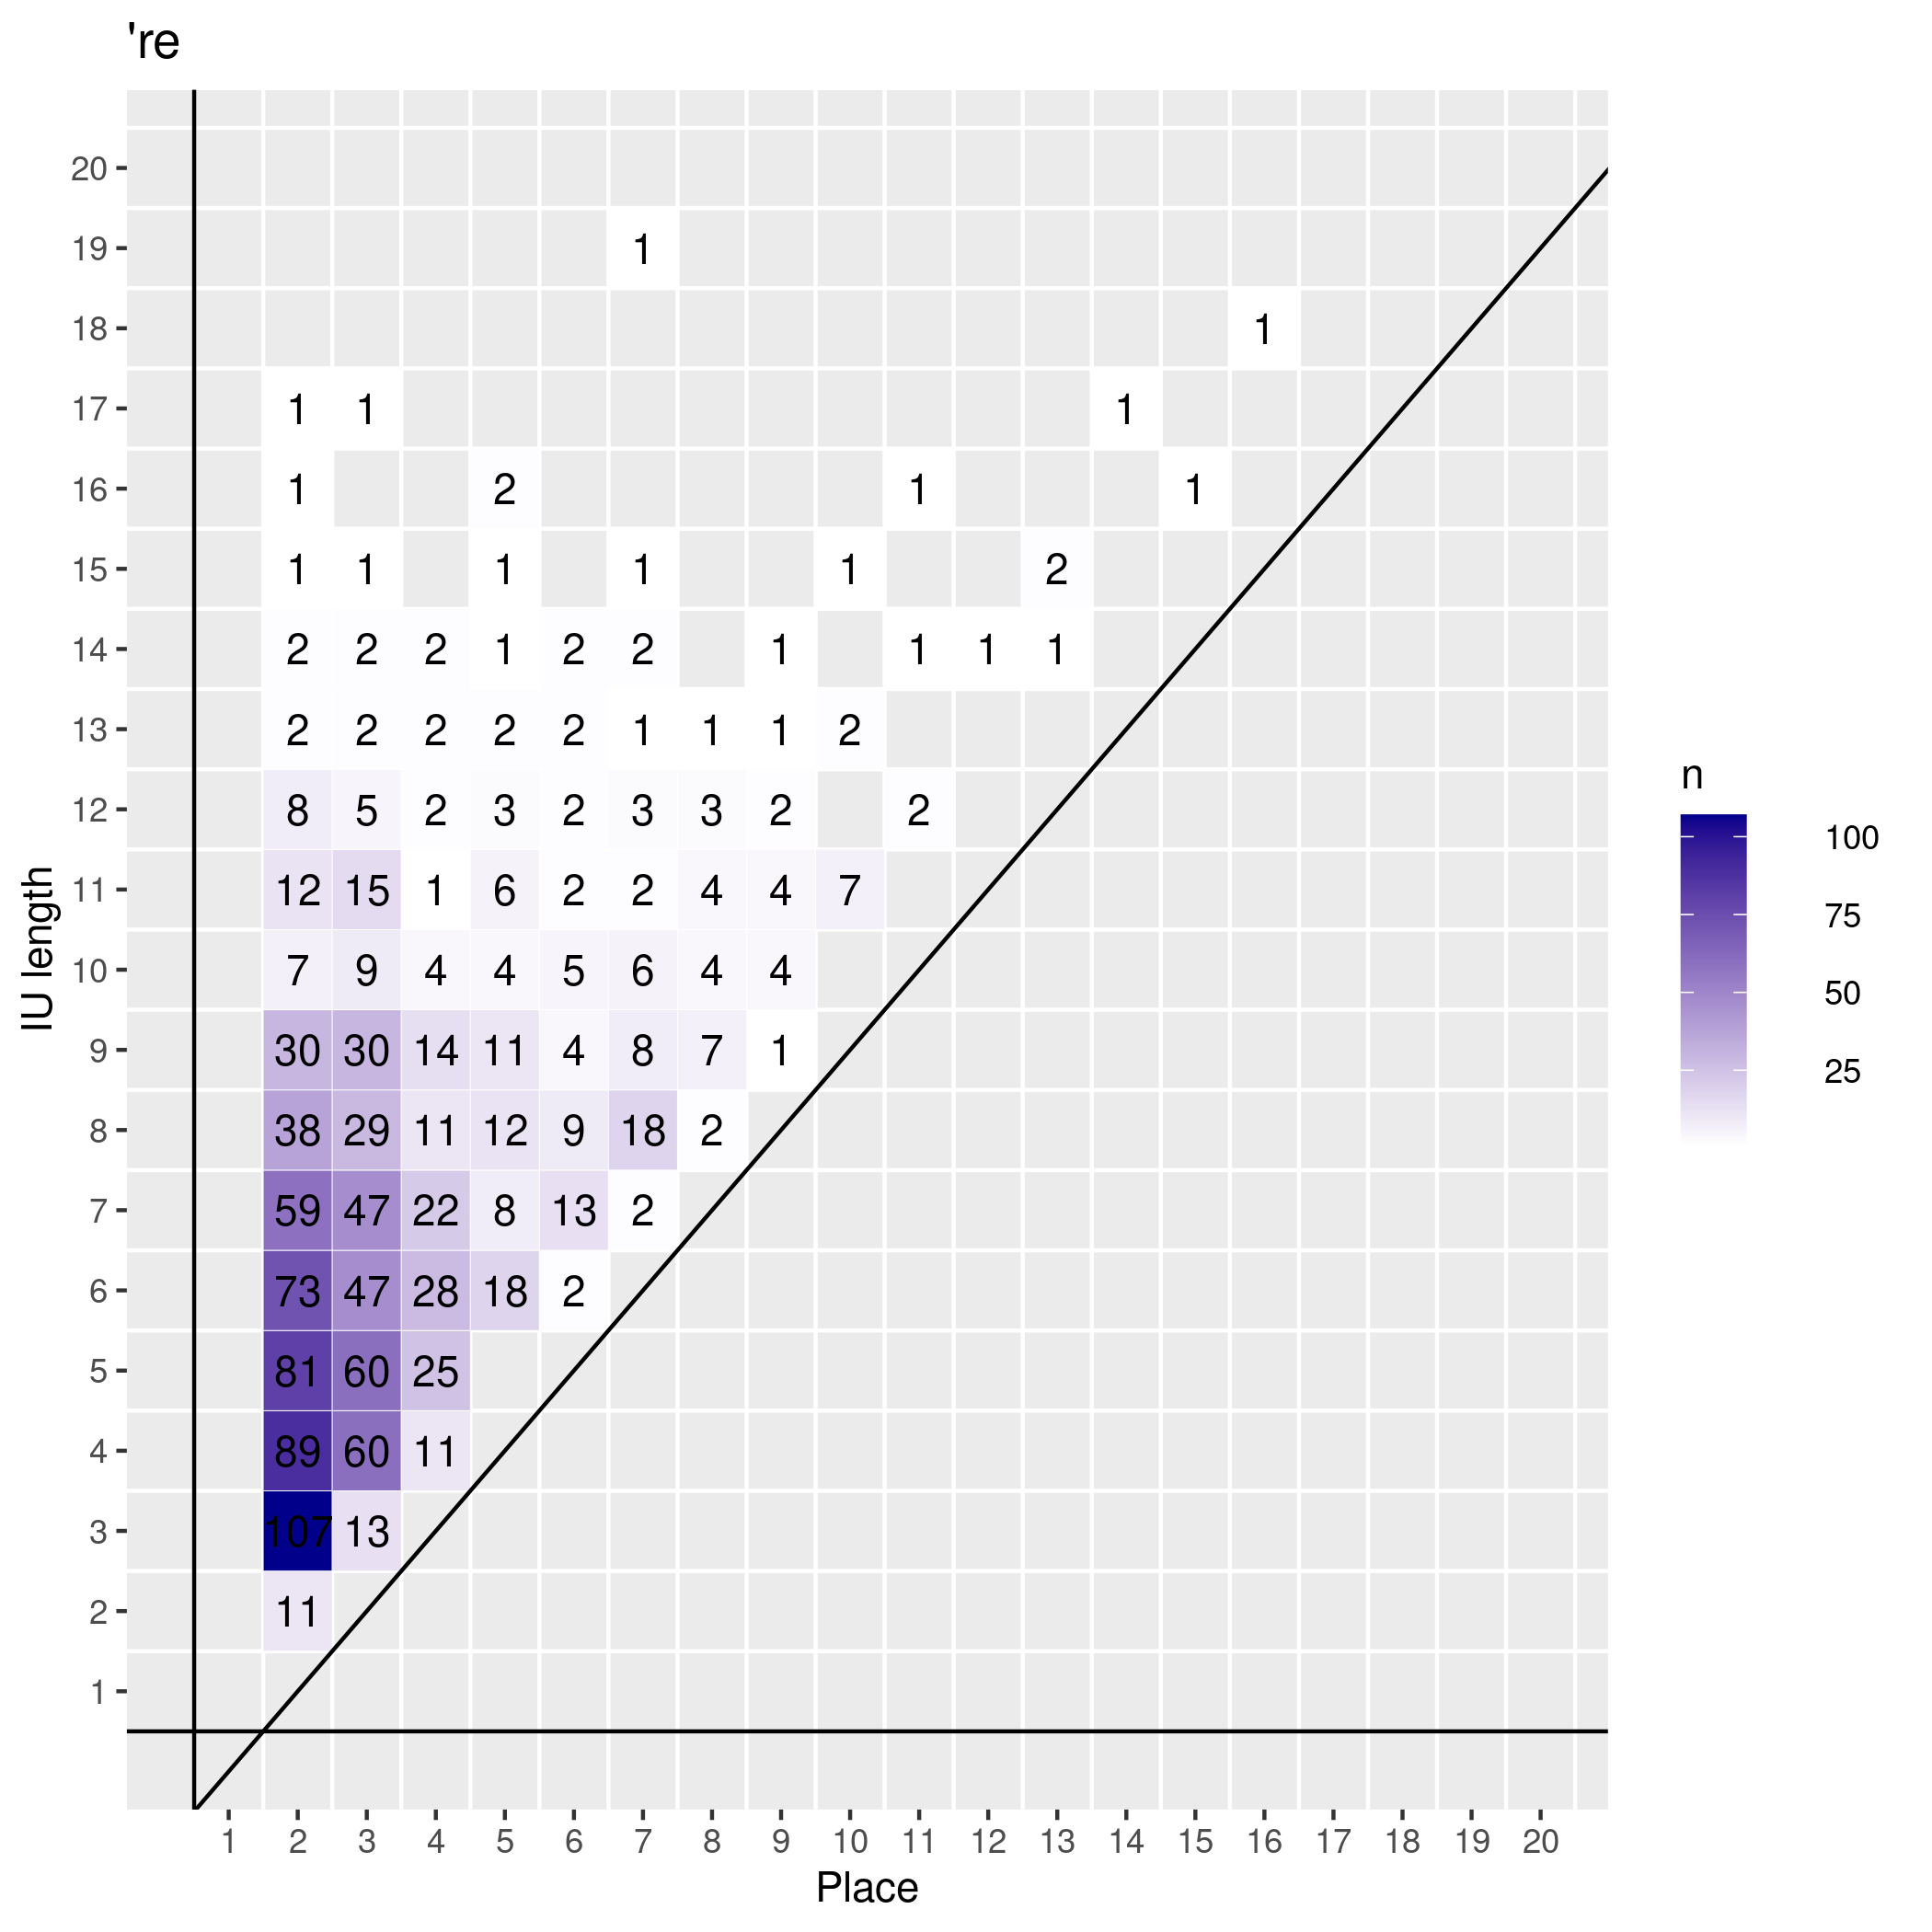 're
20
19 1
18 1
17 1 1 1
16 1 2 1 1
15 1 1 1 1 1 2
14 2 2 2 1 2 2 1 1 1 1
13 2 2 2 2 2 1 1 1 2
12 8 5 2 3 2 3 3 2 2
11 12 15 1 6 2 2 4 4 7
10 7 9 4 4 5 6 4 4
9 30 30 14 11 4 8 7 1
8 38 29 11 12 9 18 2
7 59 47 22 8 13 2
6 73 47 28 18 2
5 81 60 25
4 89 60 11
3 107 13
2 11
1
1 2 3 4 5 6 7 8 9 10 11 12 13 14 15 16 17 18 19 20
Place
IU length
n
100
75
50
25